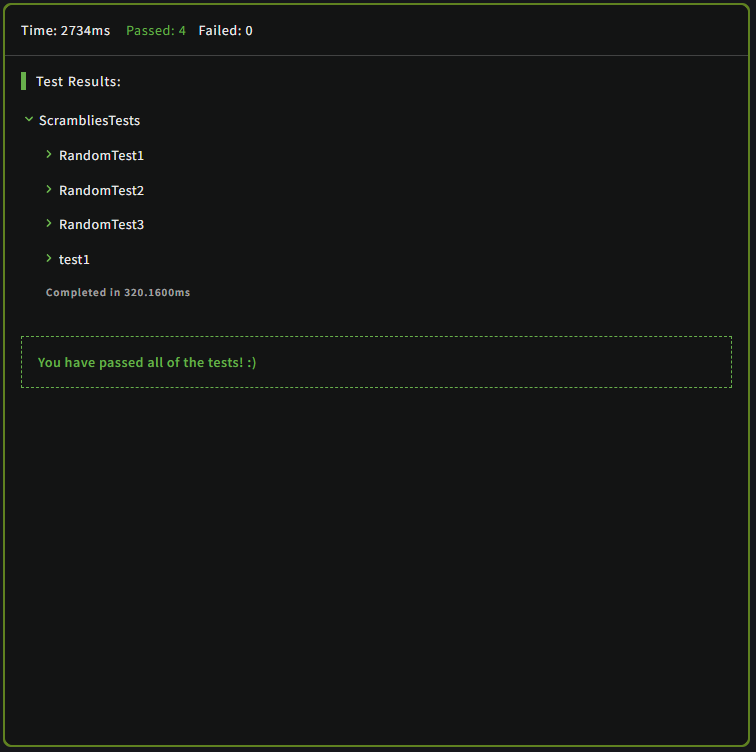 Time: 2734ms Passed: 4 Failed: 0
Test Results:
ScrambliesTests
RandomTest1
RandomTest2
RandomTest3
test1
Completed in 320.1600ms
You have passed all of the tests! :)